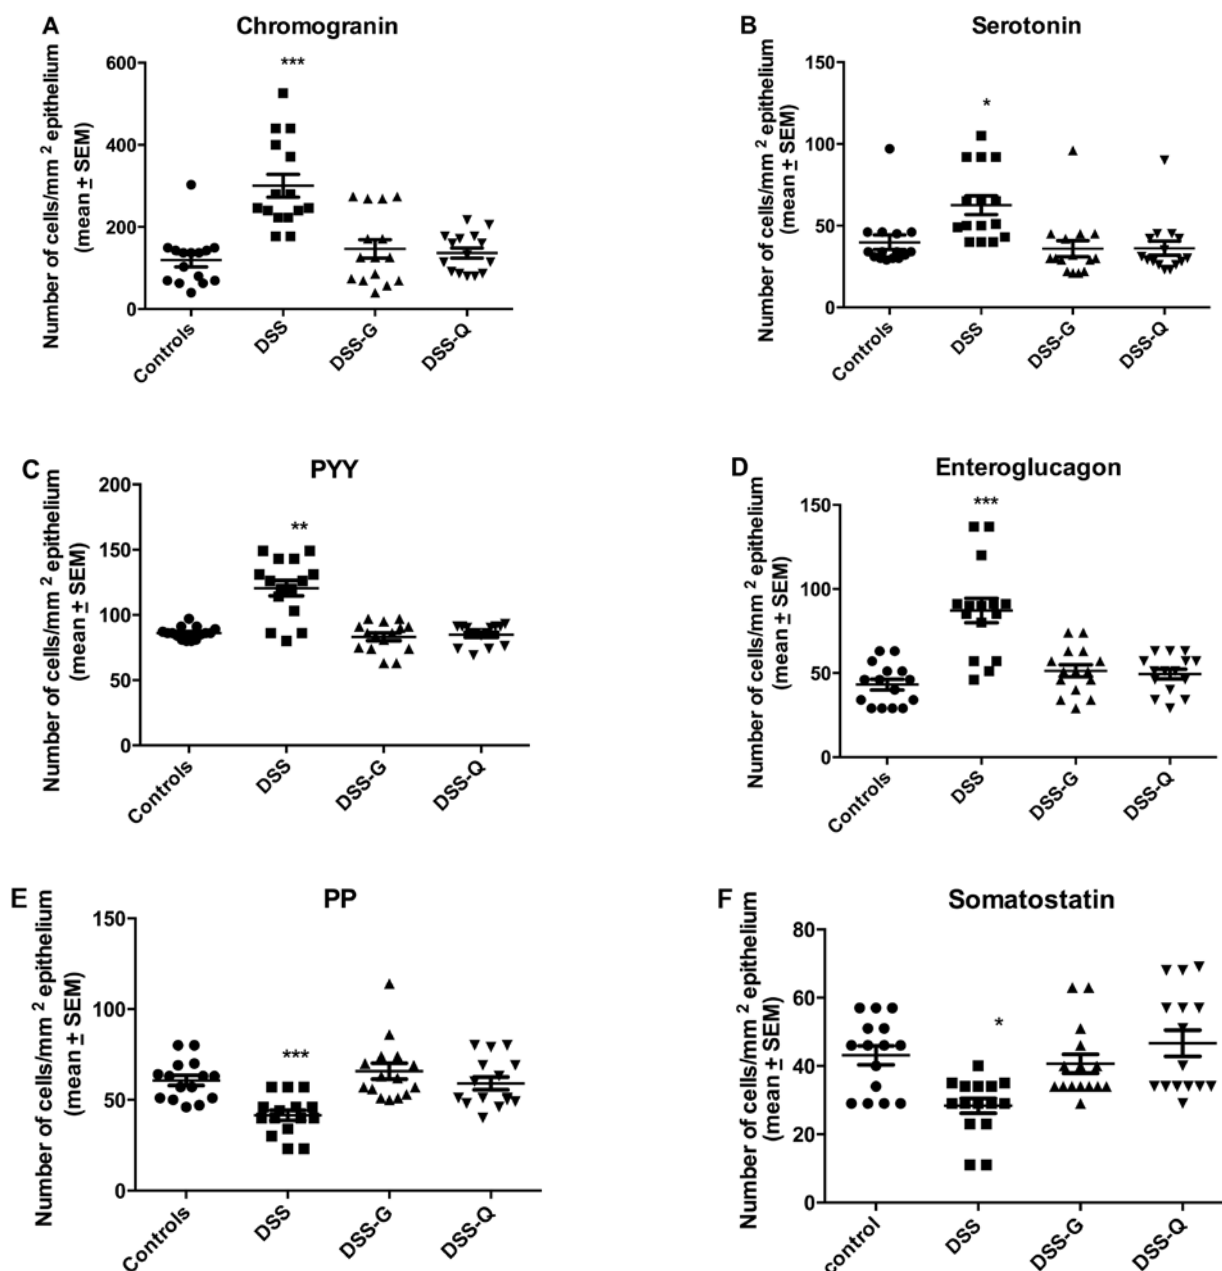 A
Chromogranin
Number of cells/mm 2 epithelium
(mean ± SEM)
600
***
400
200
0
Controls
DSS
DSS-G
DSS-Q
B
Serotonin
Number of cells/mm 2 epithelium
(mean ± SEM)
150
*
100
50
0
Controls
DSS
DSS-G
DSS-Q
C
PYY
Number of cells/mm 2 epithelium
(mean ± SEM)
200
**
150
100
50
0
Controls
DSS
DSS-G
DSS-Q
D
Enteroglucagon
Number of cells/mm 2 epithelium
(mean ± SEM)
150
***
100
50
0
Controls
DSS
DSS-G
DSS-Q
E
PP
Number of cells/mm 2 epithelium
(mean ± SEM)
150
100
***
50
0
Controls
DSS
DSS-G
DSS-Q
F
Somatostatin
Number of cells/mm 2 epithelium
(mean ± SEM)
80
60
*
40
20
0
control
DSS
DSS-G
DSS-Q